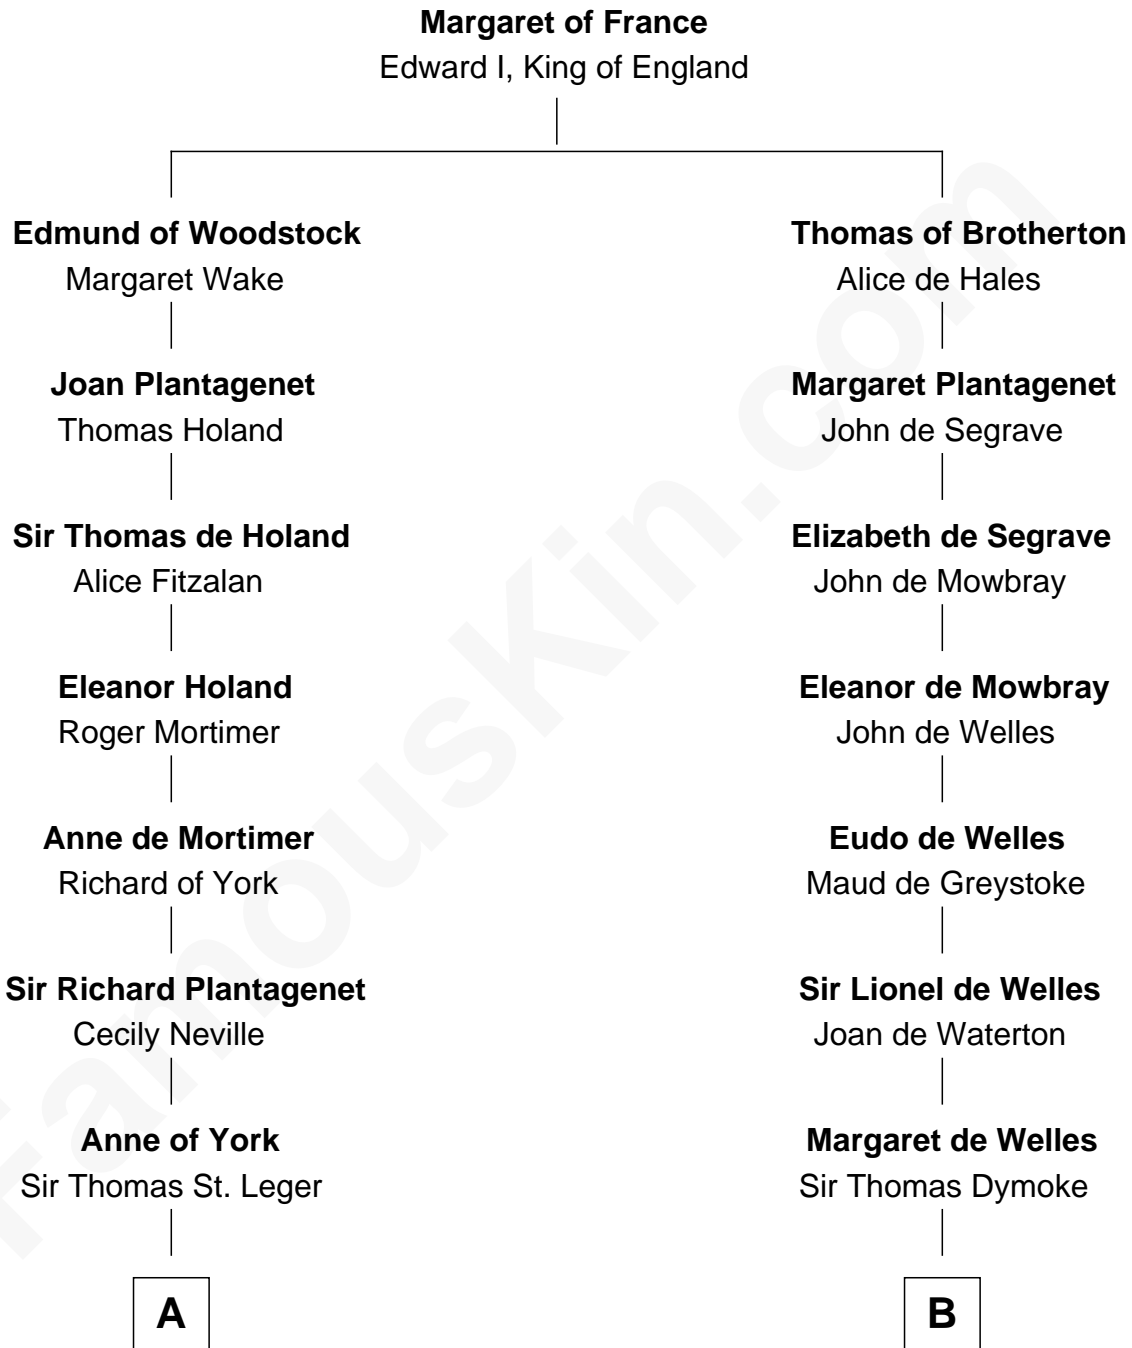 Margaret of France
Edward I, King of England
Edmund of Woodstock
Margaret Wake
Thomas of Brotherton
Alice de Hales
Joan Plantagenet
Thomas Holand
Margaret Plantagenet
John de Segrave
Sir Thomas de Holand
Alice Fitzalan
Elizabeth de Segrave
John de Mowbray
Eleanor Holand
Roger Mortimer
Eleanor de Mowbray
John de Welles
Anne de Mortimer
Richard of York
Eudo de Welles
Maud de Greystoke
Sir Richard Plantagenet
Cecily Neville
Sir Lionel de Welles
Joan de Waterton
Anne of York
Sir Thomas St. Leger
Margaret de Welles
Sir Thomas Dymoke
A
B
FamousKin.com